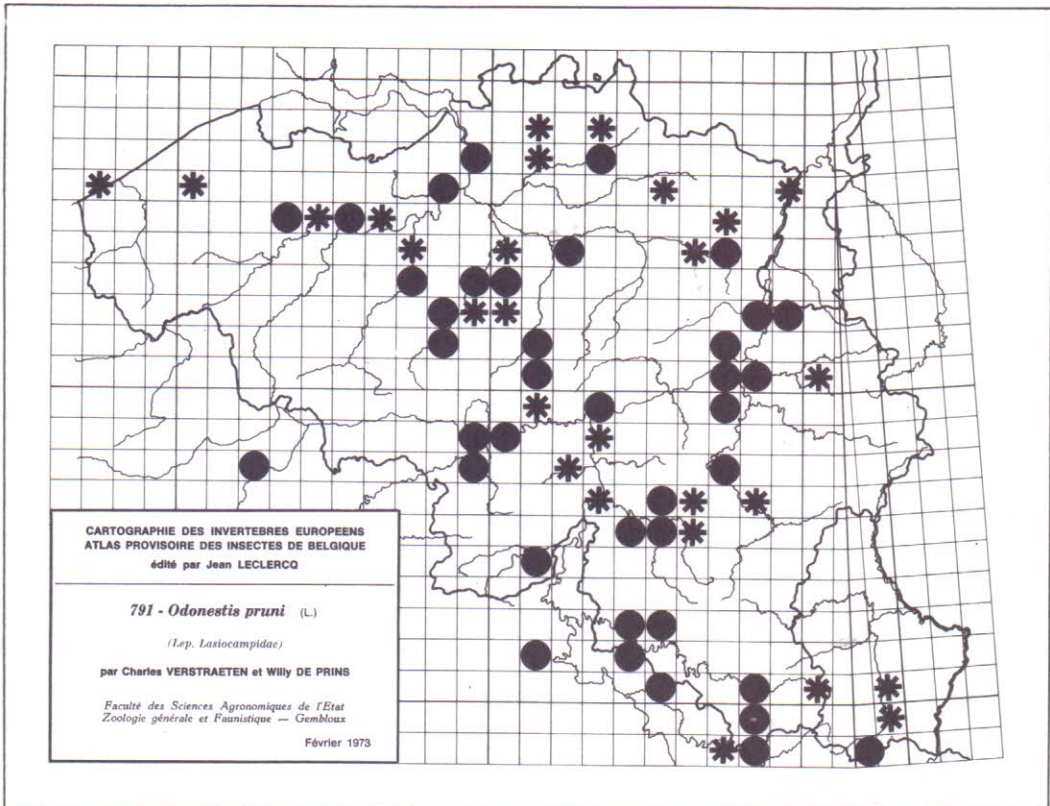 CARTOGRAPHIE DES INVERTEBRES EUROPEENS
ATLAS PROVISOIRE DES INSECTES DE BELGIQUE
édité par Jean LECLERCQ
791 - Odonestis pruni (L.)
(Lep. Lasiocampidae)
par Charles VERSTRAETEN et Willy DE PRINS
Faculté des Sciences Agronomiques de l'Etat
Zoologie générale et Faunistique — Gembloux
Février 1973